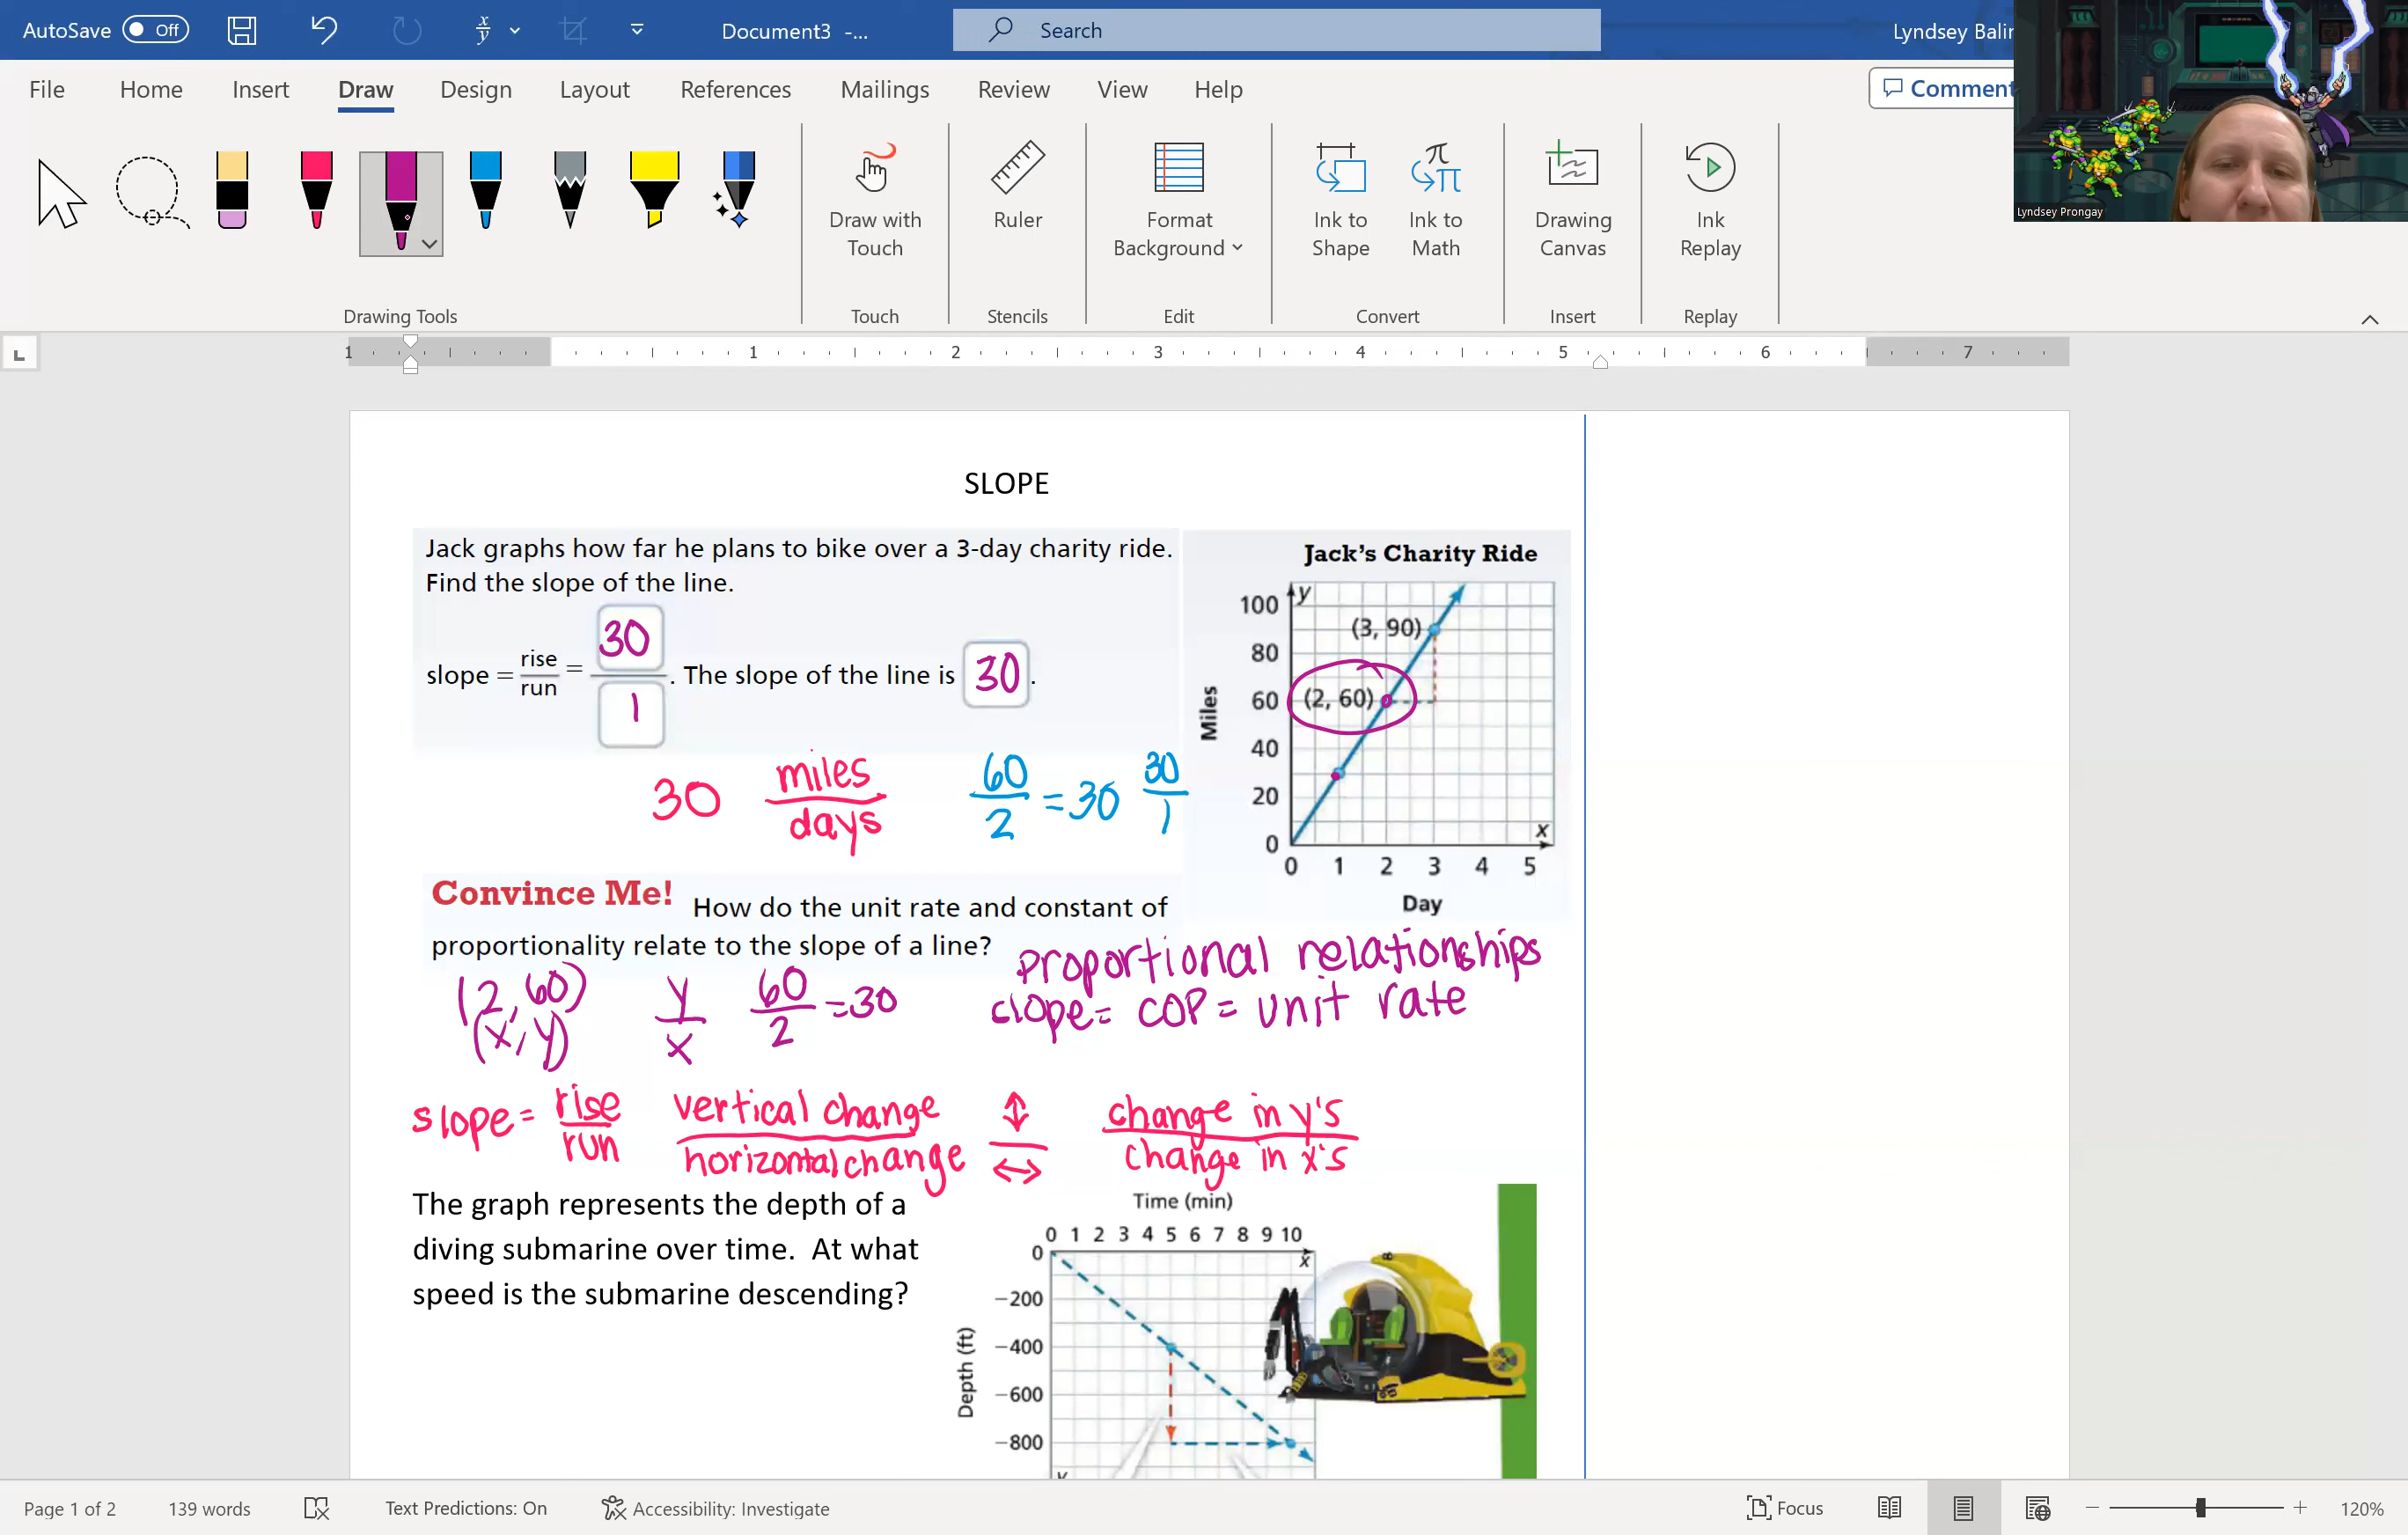 AutoSave Off x/y Document3 -... Search Lyndsey Balir
File Home Insert Draw Design Layout References Mailings Review View Help Comment
Lyndsey Prongay
Draw with Touch Ruler Format Background Ink to Shape Ink to Math Drawing Canvas Ink Replay
Drawing Tools Touch Stencils Edit Convert Insert Replay
L 1 1 2 3 4 5 6 7
SLOPE
Jack graphs how far he plans to bike over a 3-day charity ride.
Find the slope of the line.
slope = rise/run = 30/1 . The slope of the line is 30 .
30 miles/days 60/2 = 30 30/1
Jack's Charity Ride
y
100
(3, 90)
80
60 (2, 60)
40
20
0 x
0 1 2 3 4 5
Miles
Day
Convince Me! How do the unit rate and constant of
proportionality relate to the slope of a line?
(2, 60) y/x 60/2 = 30
(x, y)
proportional relationships
slope = COP = unit rate
slope = rise/run vertical change/horizontal change ↕/↔ change in y's/change in x's
The graph represents the depth of a
diving submarine over time. At what
speed is the submarine descending?
Time (min)
0 1 2 3 4 5 6 7 8 9 10
0 x
−200
−400
−600
−800
y
Depth (ft)
Page 1 of 2 139 words Text Predictions: On Accessibility: Investigate Focus 120%